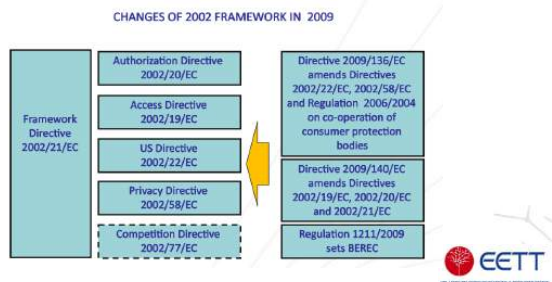 CHANGES OF 2002 FRAMEWORK IN 2009
Framework
Directive
2002/21/EC
Authorization Directive
2002/20/EC
Access Directive
2002/19/EC
US Directive
2002/22/EC
Privacy Directive
2002/58/EC
Competition Directive
2002/77/EC
Directive 2009/136/EC
amends Directives
2002/22/EC, 2002/58/EC
and Regulation 2006/2004
on co-operation of
consumer protection
bodies
Directive 2009/140/EC
amends Directives
2002/19/EC, 2002/20/EC
and 2002/21/EC
Regulation 1211/2009
sets BEREC
EETT